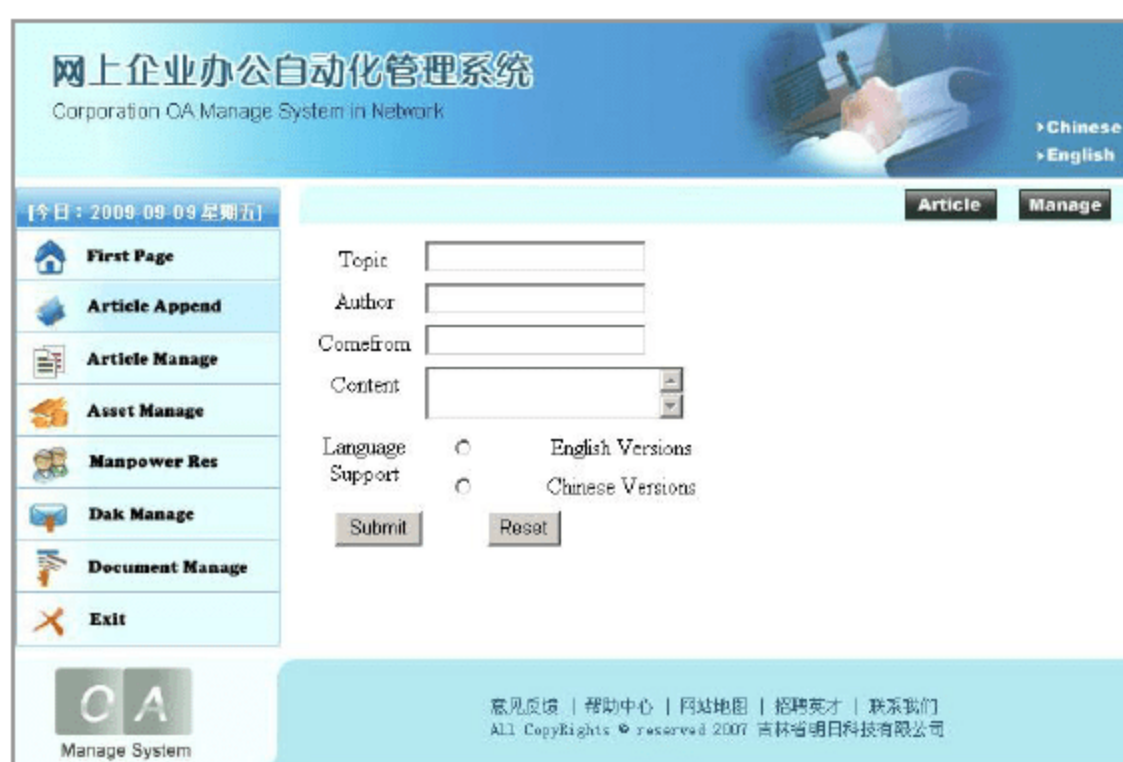 网上企业办公自动化管理系统
Corporation OA Manage System in Network
Chinese
English
[今日：2009-09-09 星期五]
Article Manage
First Page
Article Append
Article Manage
Asset Manage
Manpower Res
Dak Manage
Document Manage
Exit
Topic
Author
Comefrom
Content
Language Support
English Versions
Chinese Versions
Submit Reset
OA
Manage System
意见反馈 | 帮助中心 | 网站地图 | 招聘英才 | 联系我们
All CopyRights © reserved 2007 吉林省明日科技有限公司